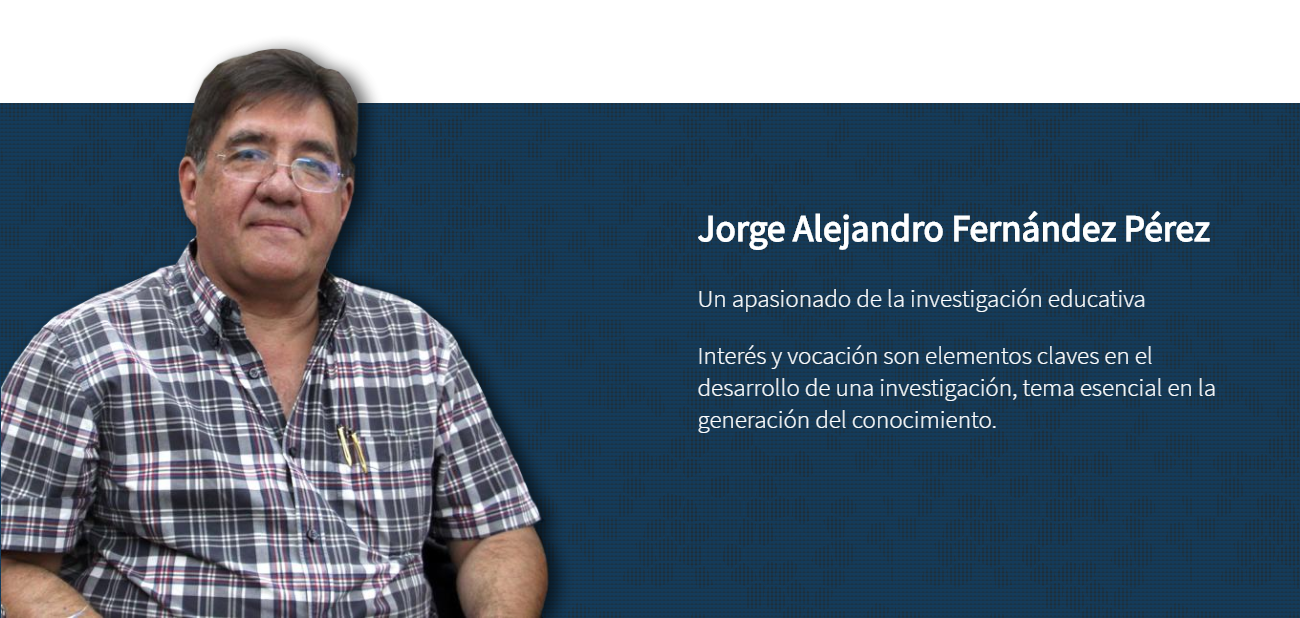 Jorge Alejandro Fernández Pérez
Un apasionado de la investigación educativa
Interés y vocación son elementos claves en el
desarrollo de una investigación, tema esencial en la
generación del conocimiento.